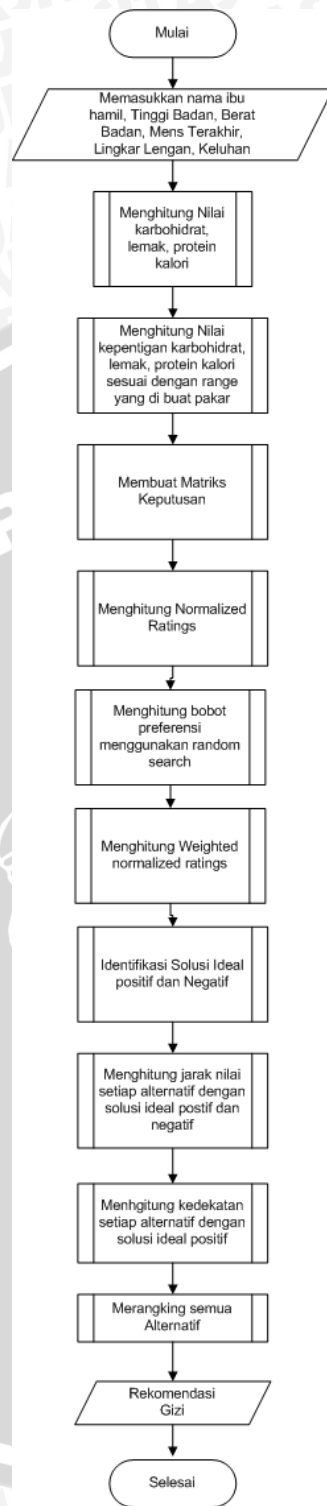 Mulai
Memasukkan nama ibu
hamil, Tinggi Badan, Berat
Badan, Mens Terakhir,
Lingkar Lengan, Keluhan
Menghitung Nilai
karbohidrat,
lemak, protein
kalori
Menghitung Nilai
kepentigan karbohidrat,
lemak, protein kalori
sesuai dengan range
yang di buat pakar
Membuat Matriks
Keputusan
Menghitung Normalized
Ratings
Menghitung bobot
preferensi
menggunakan random
search
Menghitung Weighted
normalized ratings
Identifikasi Solusi Ideal
positif dan Negatif
Menghitung jarak nilai
setiap alternatif dengan
solusi ideal postif dan
negatif
Menhgitung kedekatan
setiap alternatif dengan
solusi ideal positif
Merangking semua
Alternatif
Rekomendasi
Gizi
Selesai